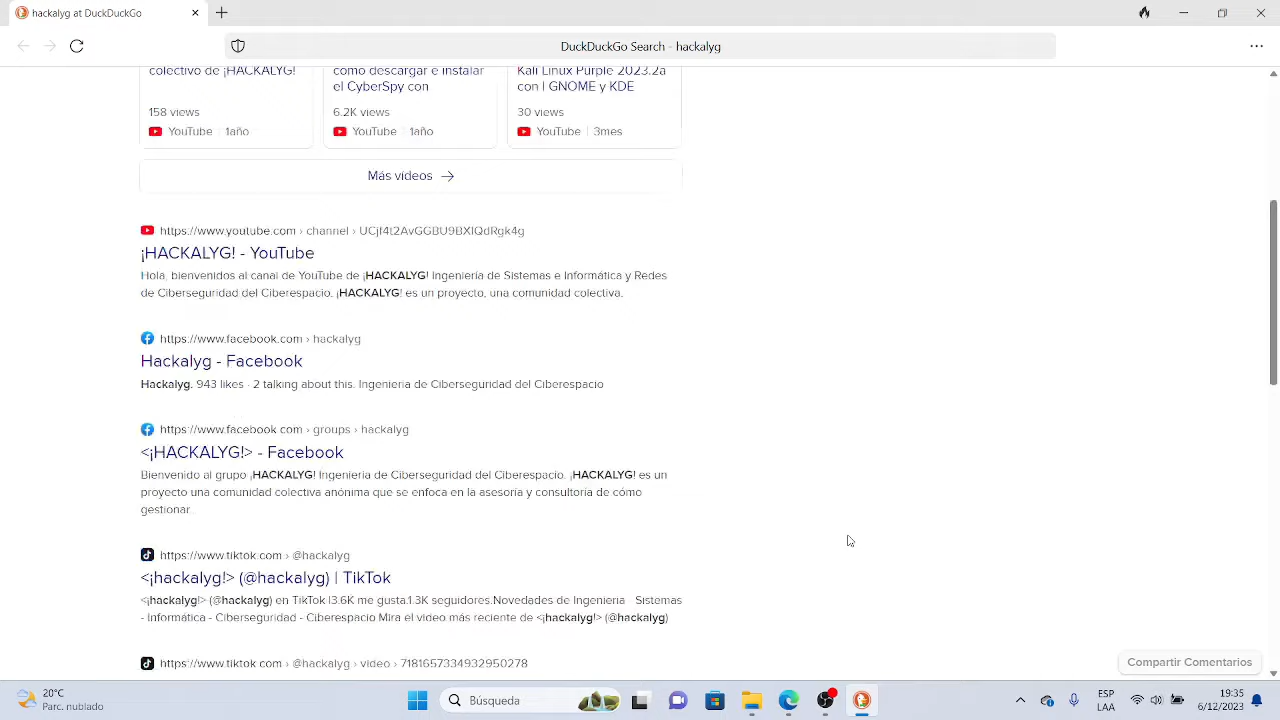 hackalyg at DuckDuckGo
DuckDuckGo Search - hackalyg
colectivo de ¡HACKALYG!
158 views
YouTube | 1año
como descargar e instalar
el CyberSpy con
6.2K views
YouTube | 1año
Kali Linux Purple 2023.2a
con I GNOME y KDE
30 views
YouTube | 3mes
Más vídeos →
https://www.youtube.com › channel › UCjf4t2AvGGBU9BXIQdRgk4g
¡HACKALYG! - YouTube
Hola, bienvenidos al canal de YouTube de ¡HACKALYG! Ingeniería de Sistemas e Informática y Redes
de Ciberseguridad del Ciberespacio. ¡HACKALYG! es un proyecto, una comunidad colectiva.
https://www.facebook.com › hackalyg
Hackalyg - Facebook
Hackalyg. 943 likes · 2 talking about this. Ingeniería de Ciberseguridad del Ciberespacio
https://www.facebook.com › groups › hackalyg
<¡HACKALYG!> - Facebook
Bienvenido al grupo ¡HACKALYG! Ingeniería de Ciberseguridad del Ciberespacio. ¡HACKALYG! es un
proyecto una comunidad colectiva anónima que se enfoca en la asesoría y consultoría de cómo
gestionar.
https://www.tiktok.com › @hackalyg
<¡hackalyg!> (@hackalyg) | TikTok
<¡hackalyg!> (@hackalyg) en TikTok |3.6K me gusta.1.3K seguidores.Novedades de Ingeniería - Sistemas
- Informática - Ciberseguridad - Ciberespacio Mira el video más reciente de <¡hackalyg!> (@hackalyg)
https://www.tiktok.com › @hackalyg › video › 7181657334932950278
Compartir Comentarios
20°C
Parc. nublado
Búsqueda
ESP
LAA
19:35
6/12/2023